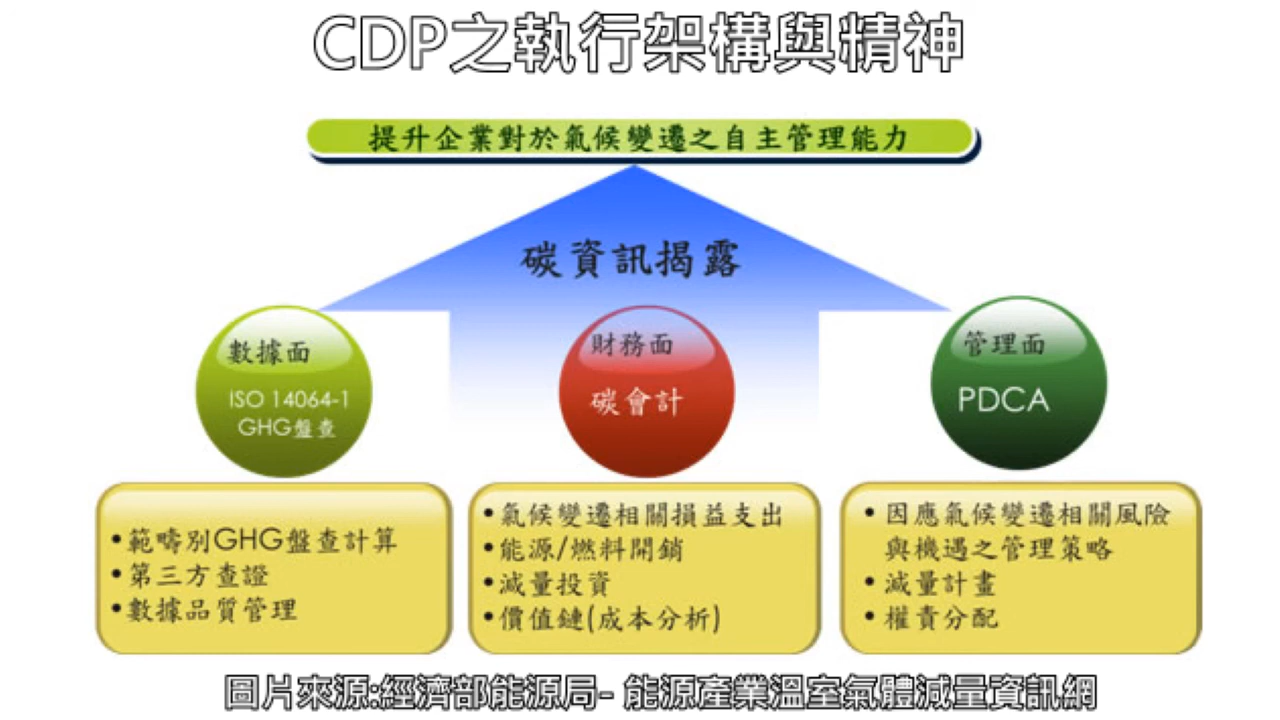 CDP之執行架構與精神
提升企業對於氣候變遷之自主管理能力
碳資訊揭露
數據面
ISO 14064-1
GHG盤查
財務面
碳會計
管理面
PDCA
•範疇別GHG盤查計算
•第三方查證
•數據品質管理
•氣候變遷相關損益支出
•能源/燃料開銷
•減量投資
•價值鏈(成本分析)
• 因應氣候變遷相關風險
與機遇之管理策略
• 減量計畫
• 權責分配
圖片來源:經濟部能源局- 能源產業溫室氣體減量資訊網